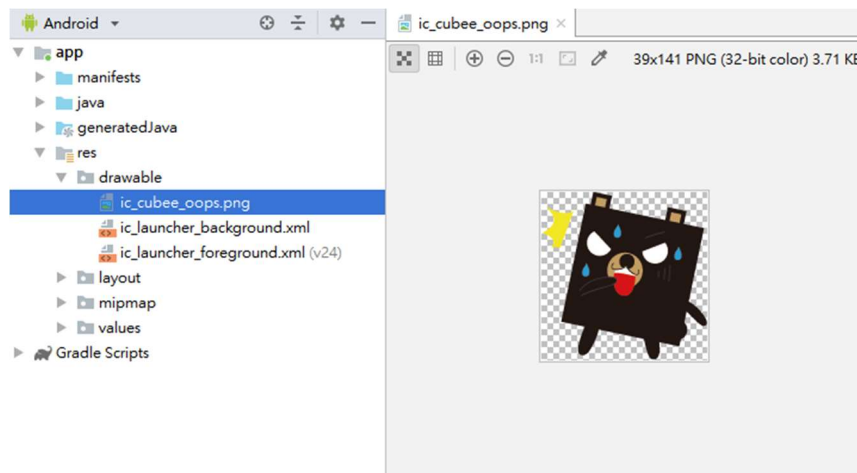 Android
app
manifests
java
generatedJava
res
drawable
ic_cubee_oops.png
ic_launcher_background.xml
ic_launcher_foreground.xml (v24)
layout
mipmap
values
Gradle Scripts
ic_cubee_oops.png
1:1
39x141 PNG (32-bit color) 3.71 KE